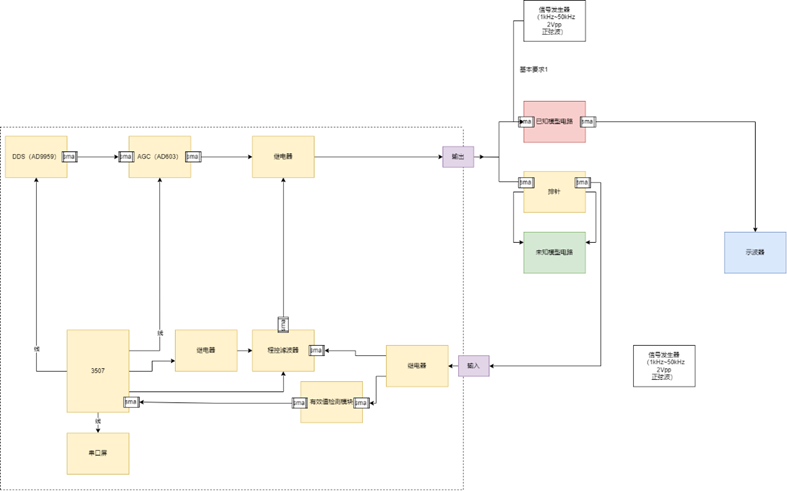 信号发生器
（1kHz~50kHz
2Vpp
正弦波）
基本要求1
sma
已知模型电路
sma
DDS（AD9959）
sma
sma
AGC（AD603）
sma
继电器
输出
sma
sma
探针
未知模型电路
示波器
线
线
sma
3507
继电器
程控滤波器
sma
继电器
输入
信号发生器
（1kHz~50kHz
2Vpp
正弦波）
sma
sma
有效值检测模块
sma
线
串口屏